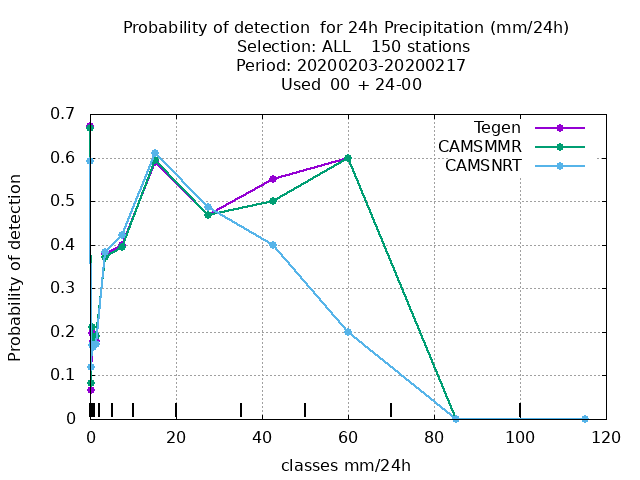 Probability of detection  for 24h Precipitation (mm/24h)
Selection: ALL    150 stations
Period: 20200203-20200217
Used  00 + 24-00
Tegen
CAMSMMR
CAMSNRT
Probability of detection
0.7
0.6
0.5
0.4
0.3
0.2
0.1
0
0 20 40 60 80 100 120
classes mm/24h